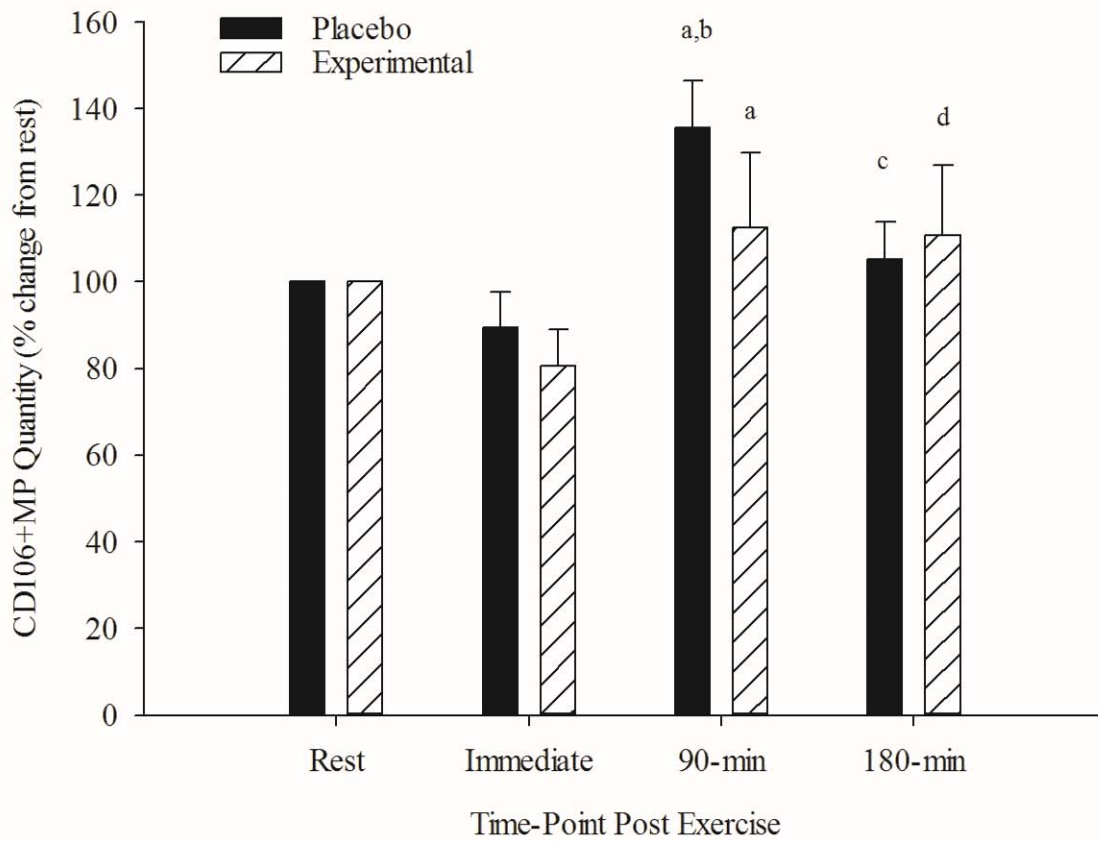 160
140
120
100
80
60
40
20
0
CD106+MP Quantity (% change from rest)
Placebo
Experimental
a,b
a
c
d
Rest
Immediate
90-min
180-min
Time-Point Post Exercise